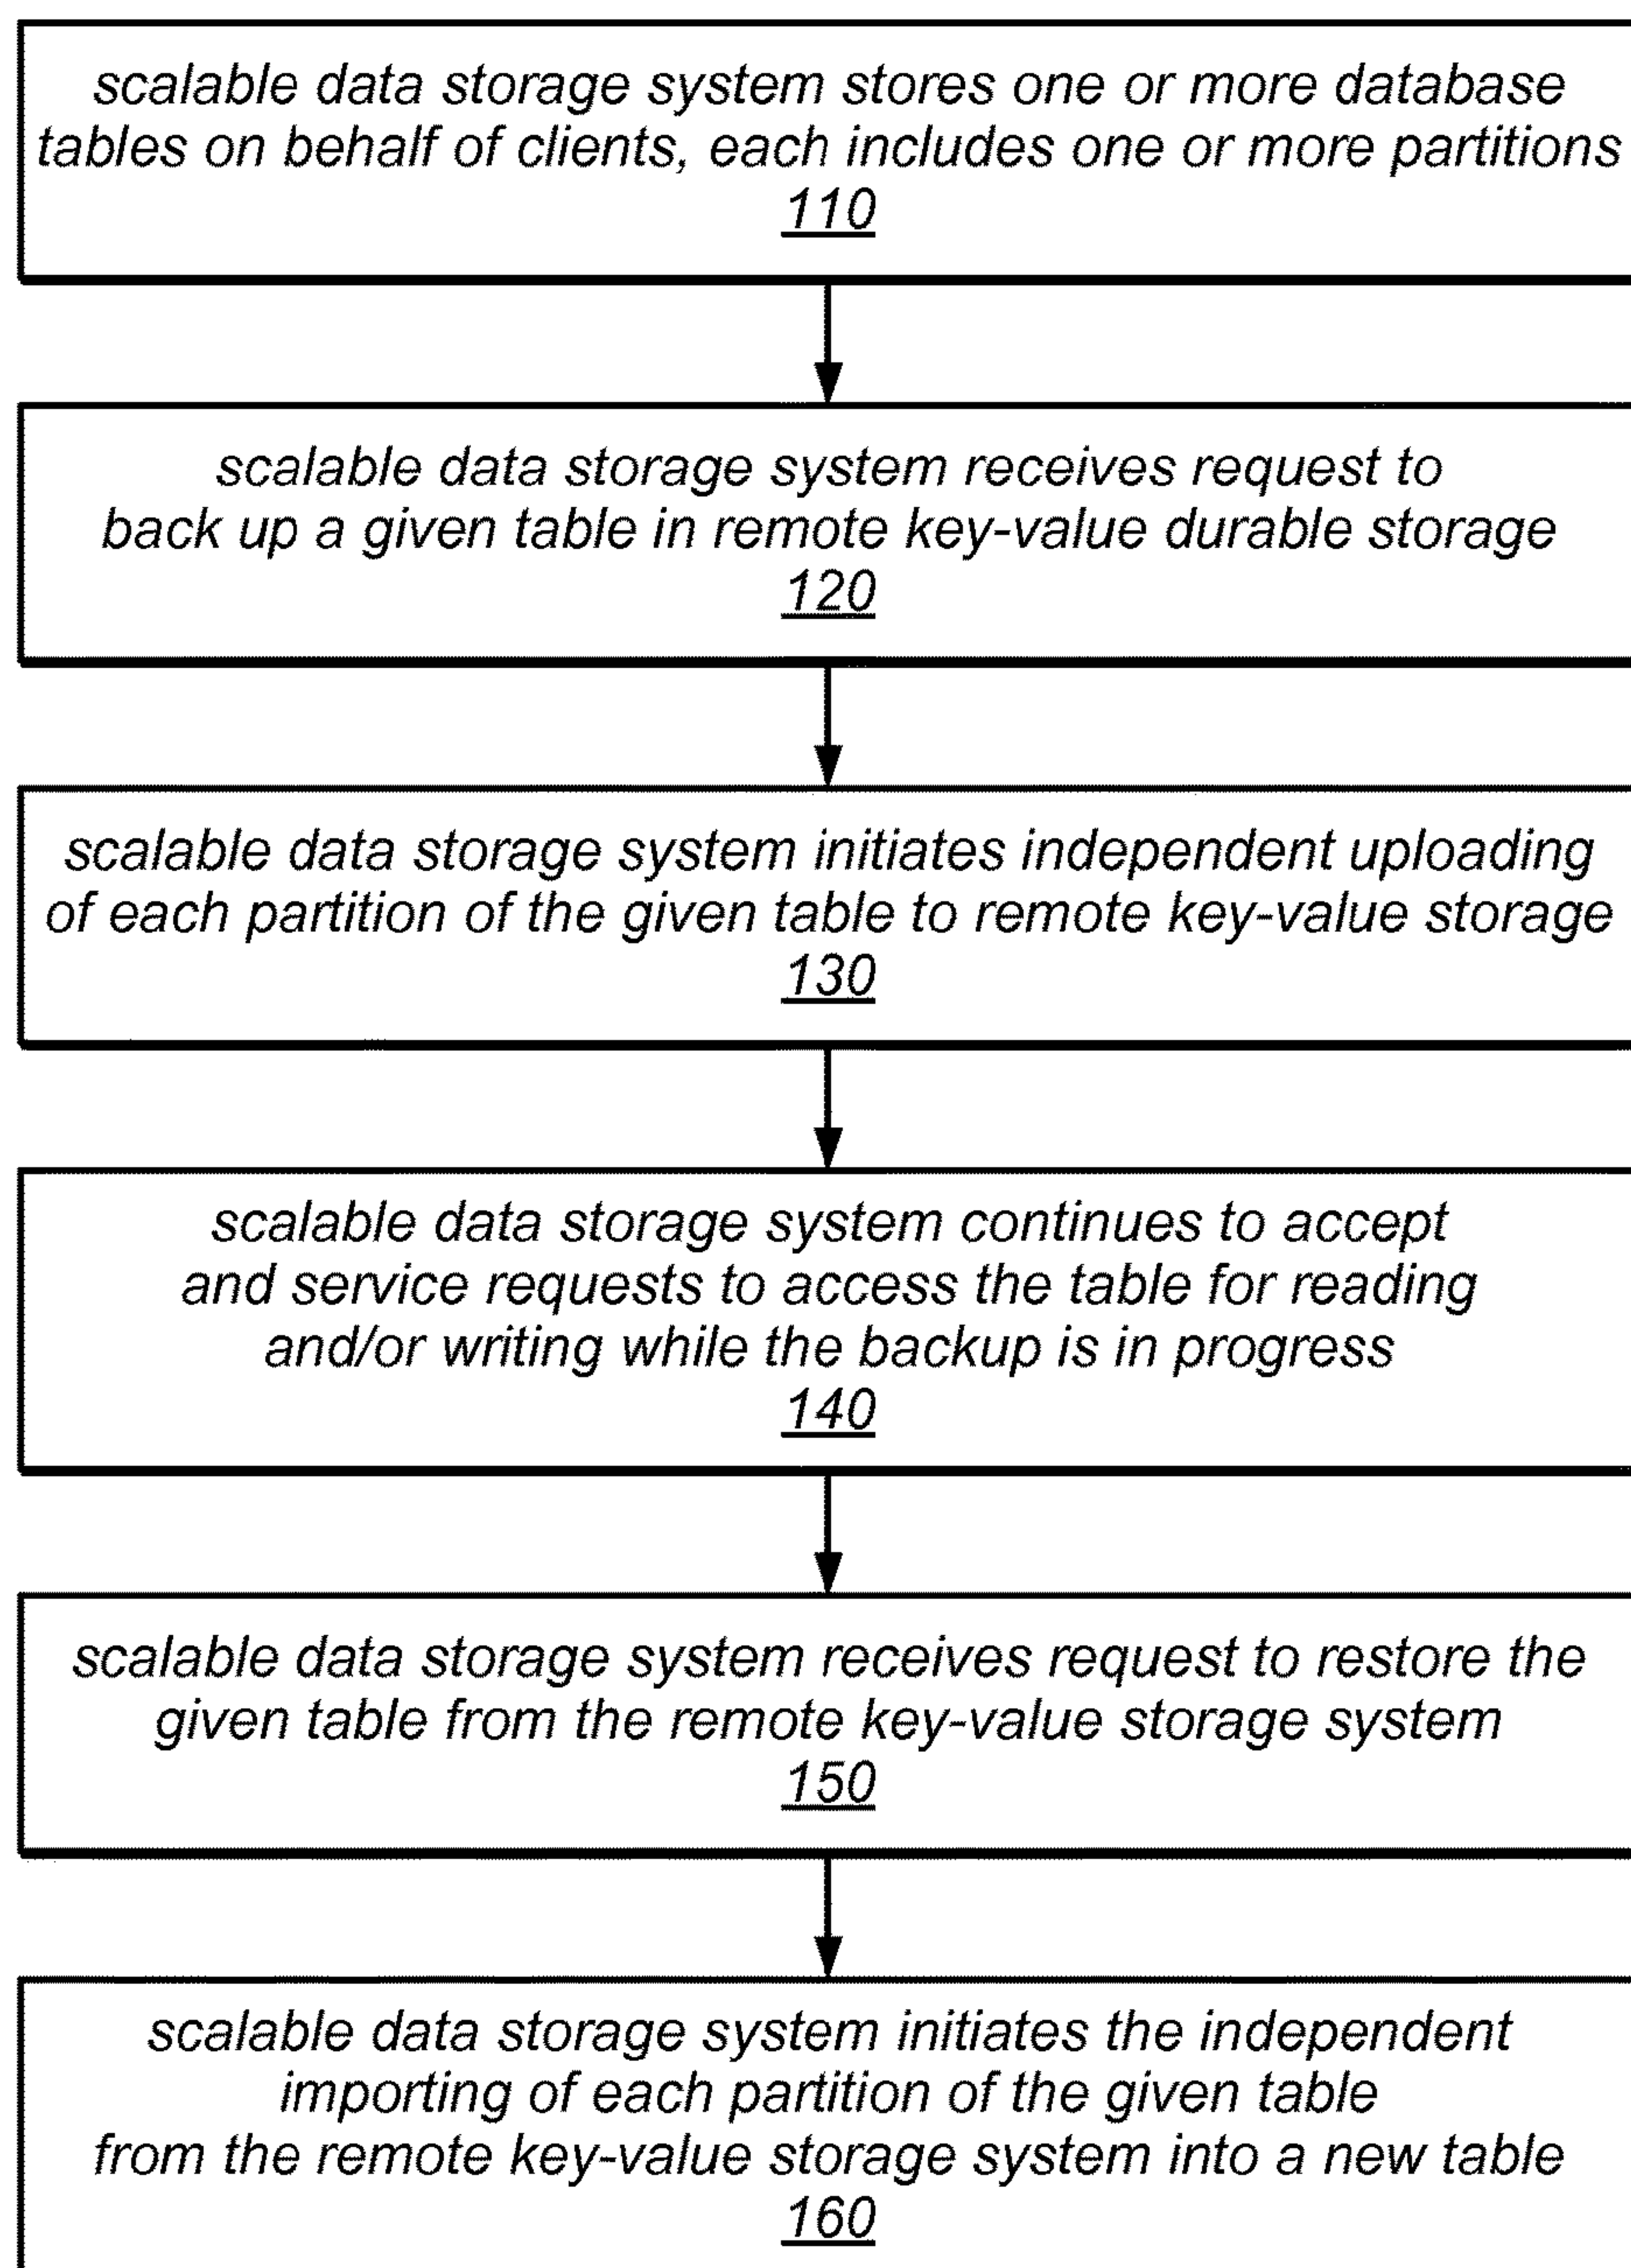 scalable data storage system stores one or more database
tables on behalf of clients, each includes one or more partitions
110
scalable data storage system receives request to
back up a given table in remote key-value durable storage
120
scalable data storage system initiates independent uploading
of each partition of the given table to remote key-value storage
130
scalable data storage system continues to accept
and service requests to access the table for reading
and/or writing while the backup is in progress
140
scalable data storage system receives request to restore the
given table from the remote key-value storage system
150
scalable data storage system initiates the independent
importing of each partition of the given table
from the remote key-value storage system into a new table
160